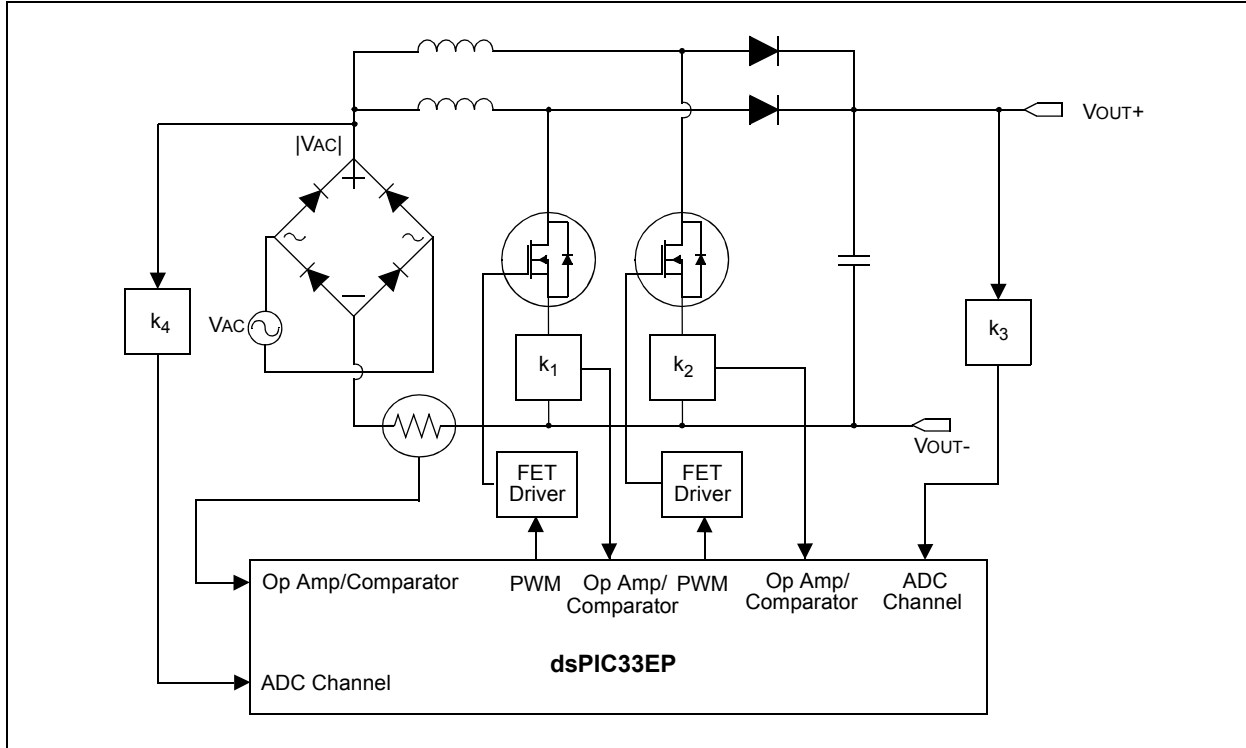 VOUT+
|VAC|
k4
VAC
k1
k2
k3
VOUT-
FET
Driver
FET
Driver
Op Amp/Comparator
PWM
Op Amp/
Comparator
PWM
Op Amp/
Comparator
ADC
Channel
dsPIC33EP
ADC Channel